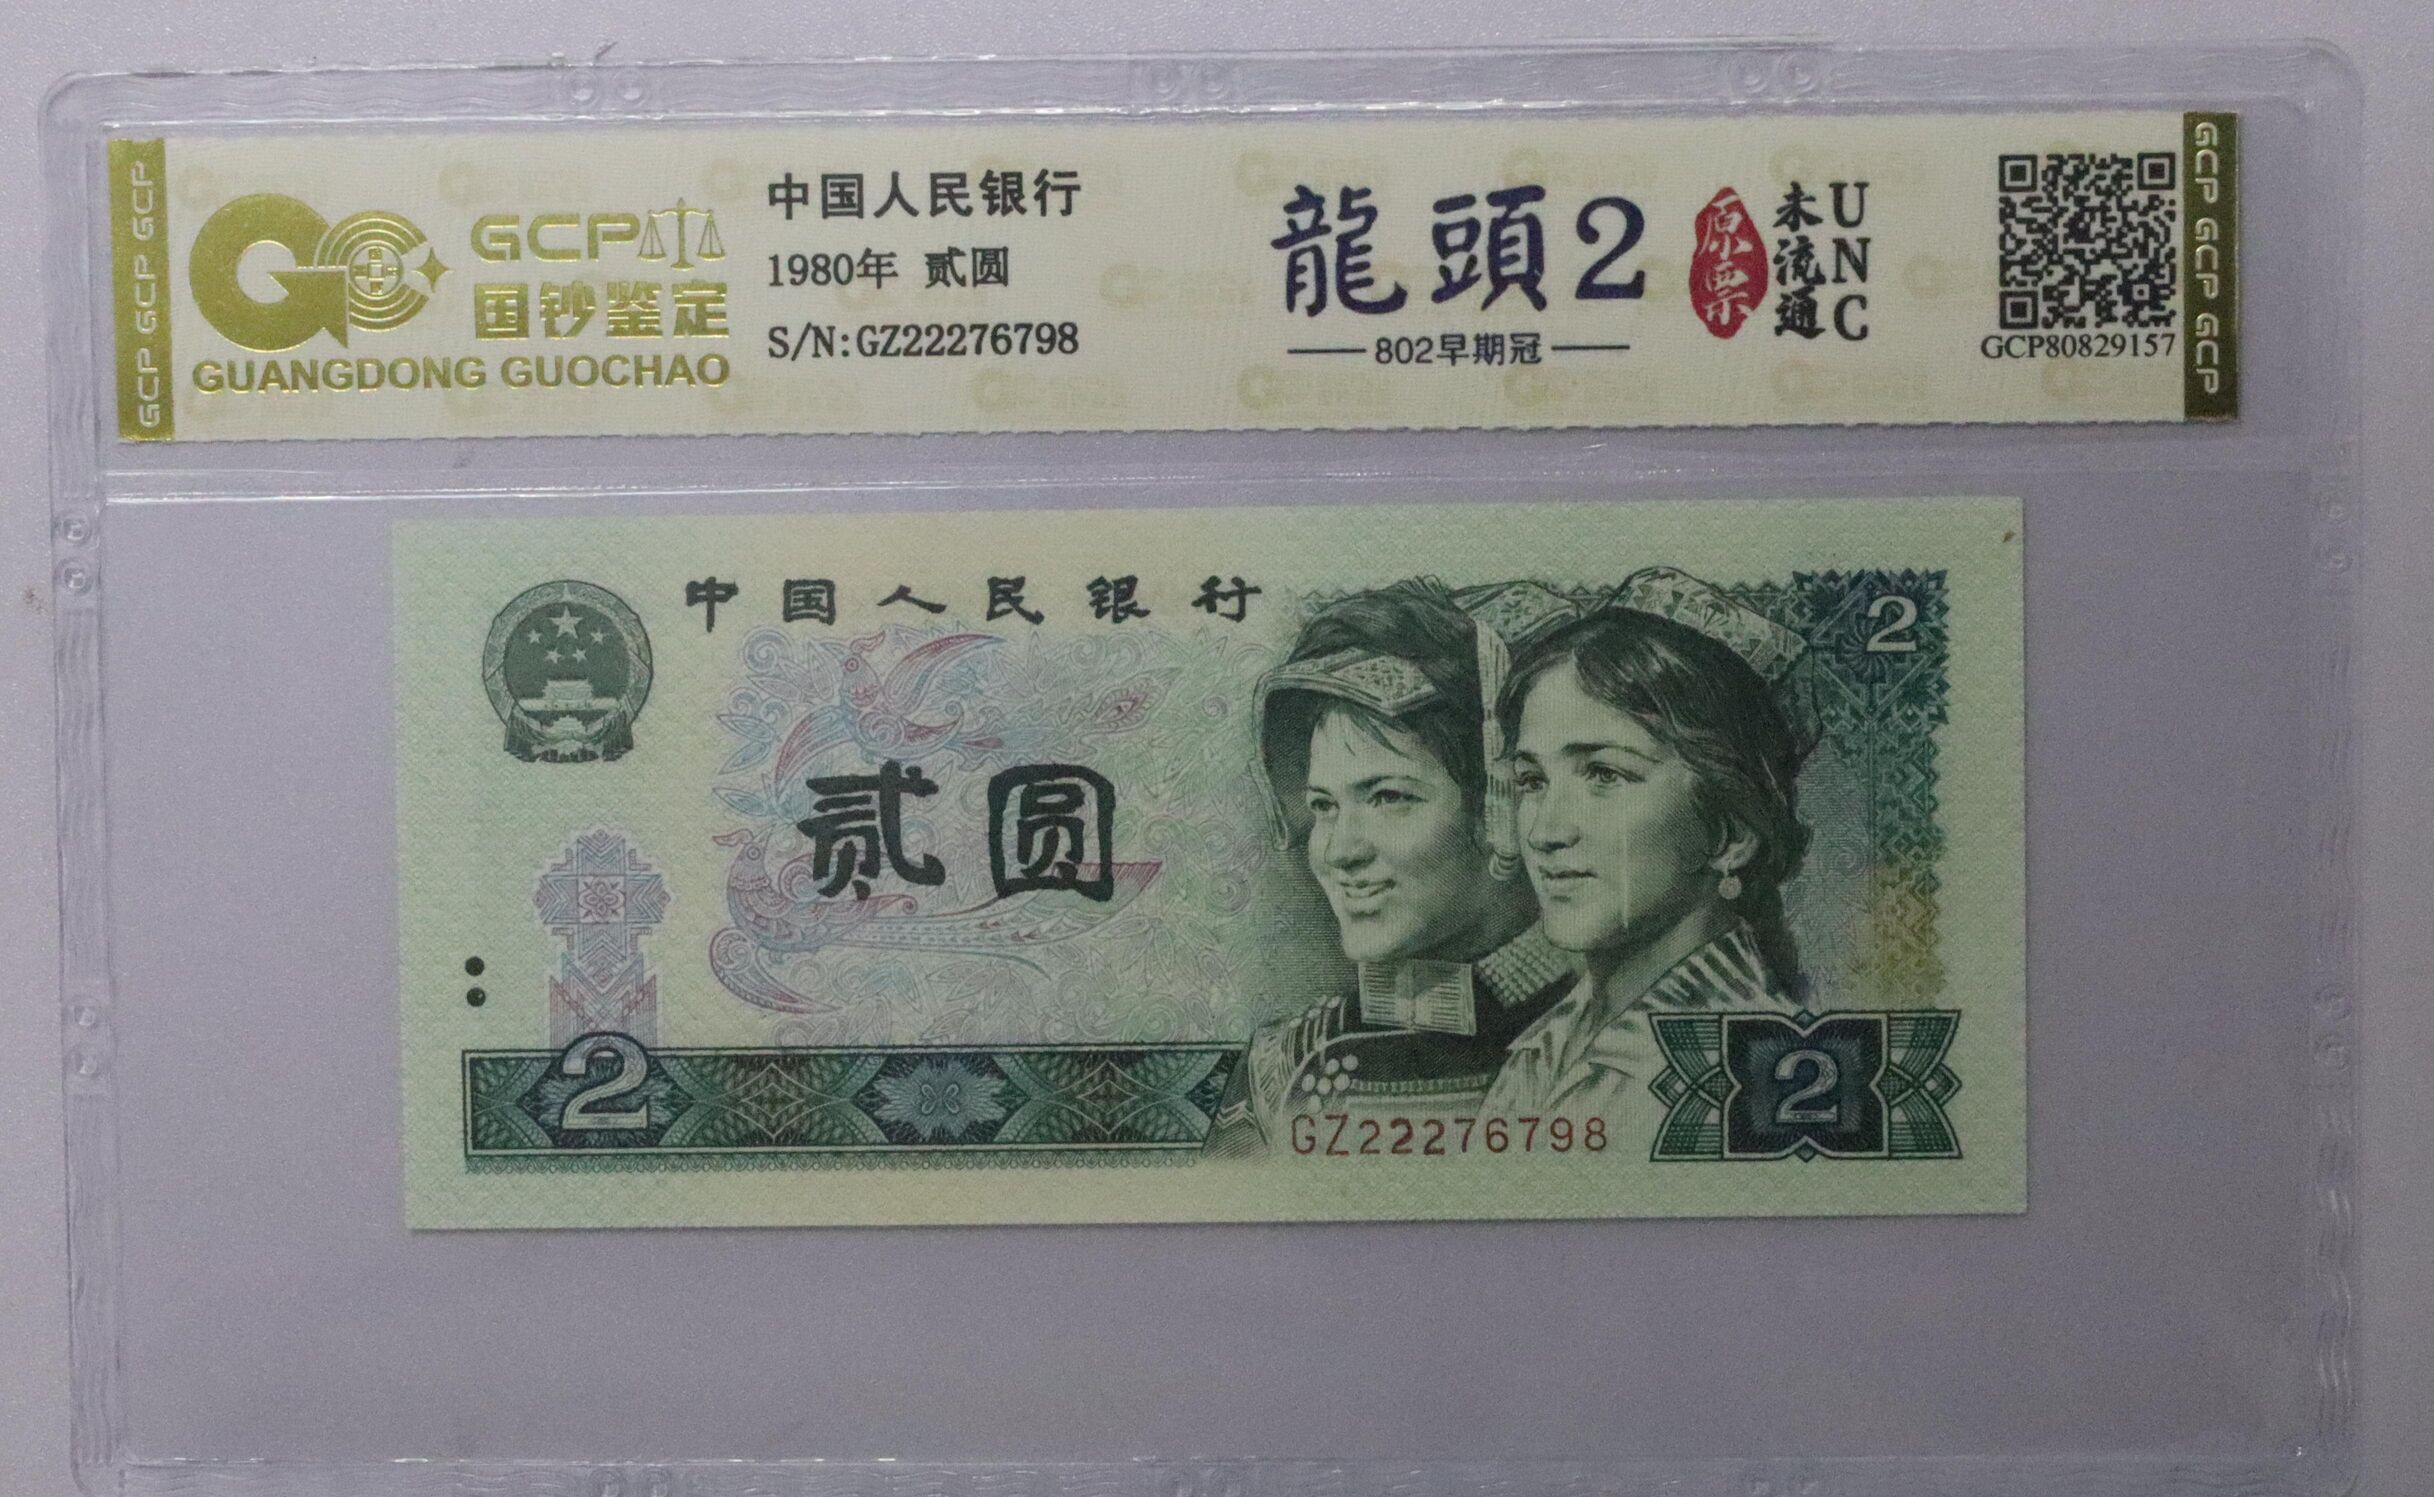 GCP GCP GCP
GCP
国钞鉴定
GUANGDONG GUOCHAO
中国人民银行
1980年 贰圆
S/N:GZ22276798
龍頭2
802早期冠
原票
未流通
UNC
GCP80829157
GCP GCP GCP
中国人民银行
2
贰圆
2
2
GZ22276798